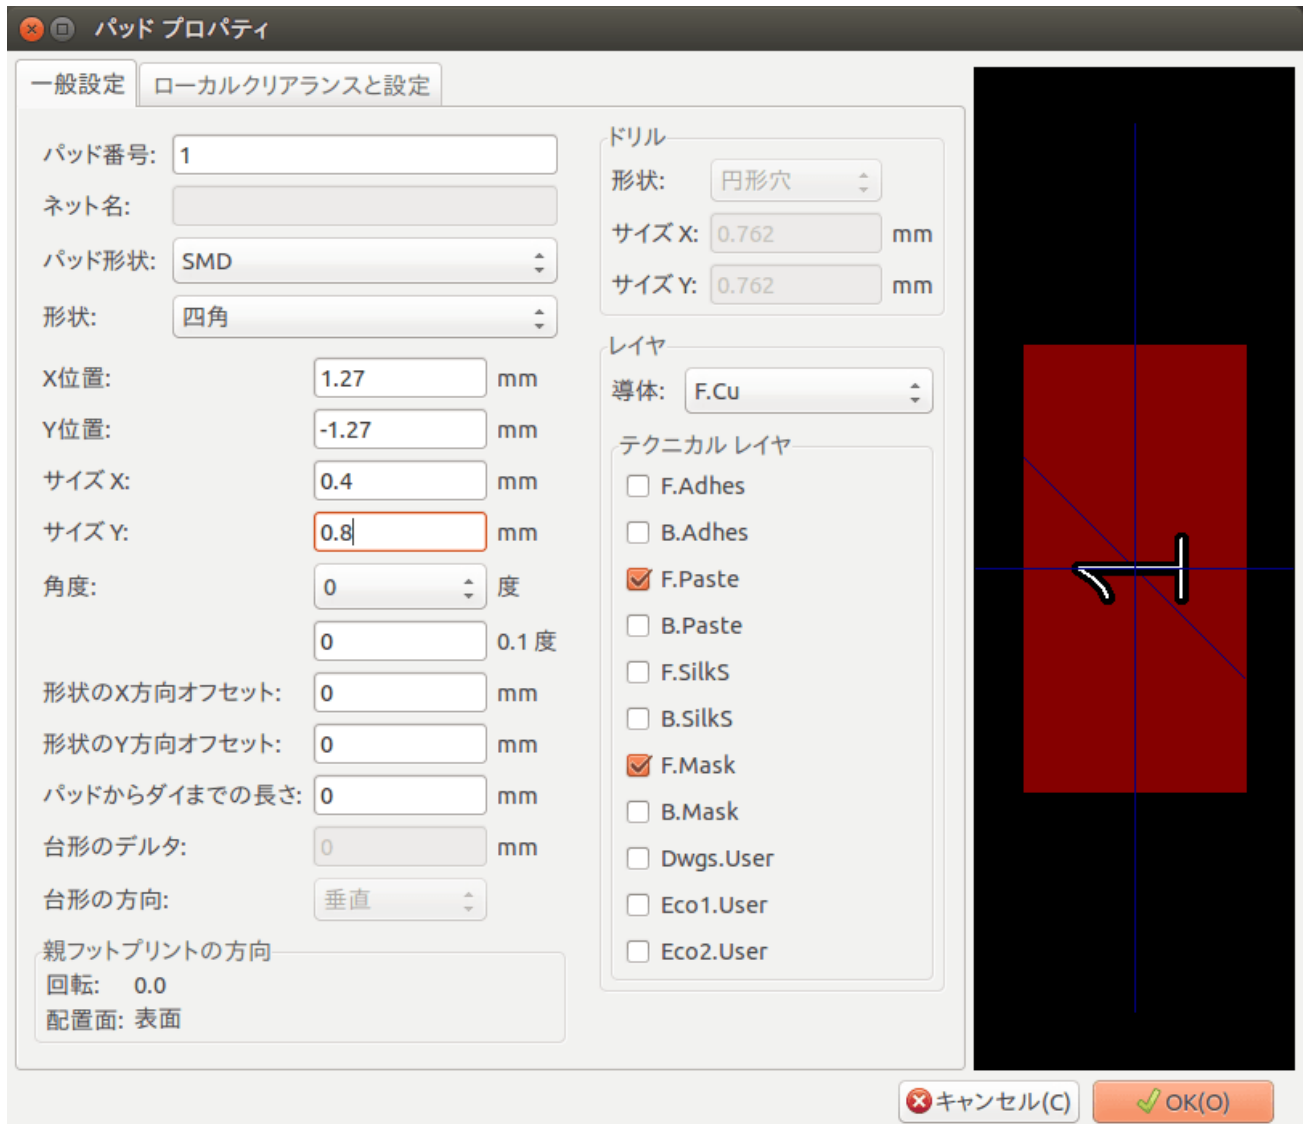 パッド プロパティ
一般設定
ローカルクリアランスと設定
パッド番号: 1
ネット名:
パッド形状: SMD
形状: 四角
X位置: 1.27 mm
Y位置: -1.27 mm
サイズ X: 0.4 mm
サイズ Y: 0.8 mm
角度: 0 度
0 0.1 度
形状のX方向オフセット: 0 mm
形状のY方向オフセット: 0 mm
パッドからダイまでの長さ: 0 mm
台形のデルタ: 0 mm
台形の方向: 垂直
親フットプリントの方向
回転: 0.0
配置面: 表面
ドリル
形状: 円形穴
サイズ X: 0.762 mm
サイズ Y: 0.762 mm
レイヤ
導体: F.Cu
テクニカル レイヤ
F.Adhes
B.Adhes
F.Paste
B.Paste
F.SilkS
B.SilkS
F.Mask
B.Mask
Dwgs.User
Eco1.User
Eco2.User
1
キャンセル(C)
OK(O)